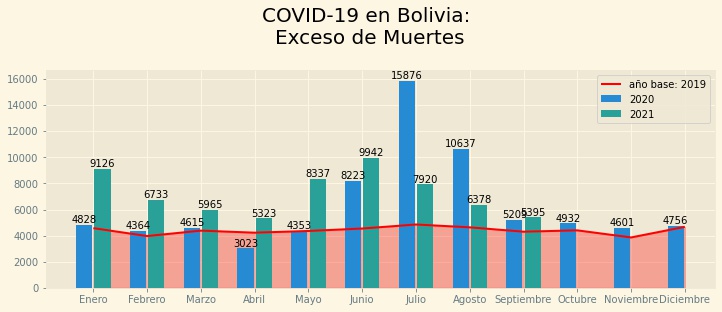 COVID-19 en Bolivia:
Exceso de Muertes
año base: 2019
2020
2021
16000
14000
12000
10000
8000
6000
4000
2000
0
4828
9126
4364
6733
4615
5965
3023
5323
4353
8337
8223
9942
15876
7920
10637
6378
5395
4932
4601
4756
Enero
Febrero
Marzo
Abril
Mayo
Junio
Julio
Agosto
Septiembre
Octubre
Noviembre
Diciembre